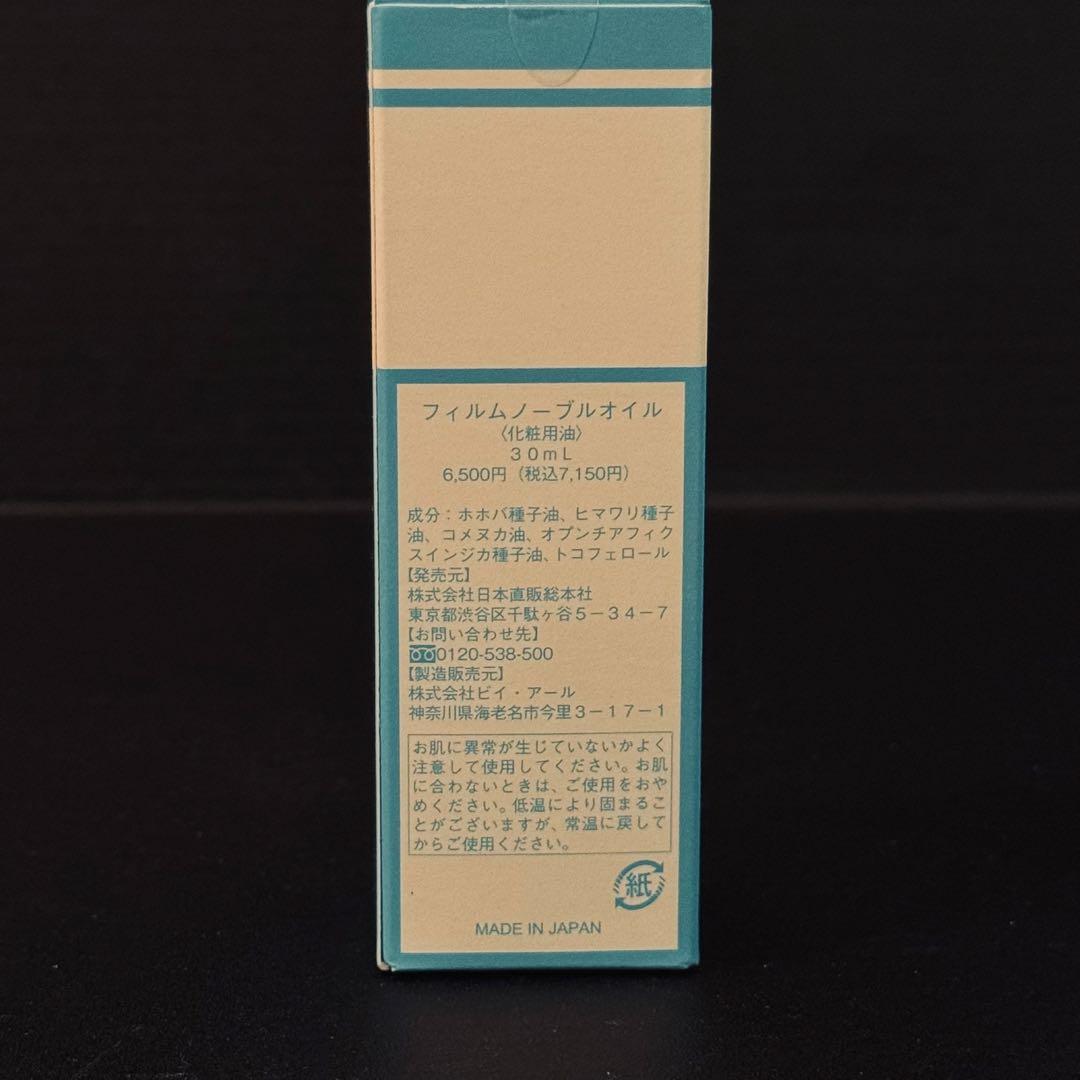 フィルムノーブルオイル
〈化粧用油〉
30mL
6,500円（税込7,150円）
成分：ホホバ種子油、ヒマワリ種子
油、コメヌカ油、オプンチアフィク
スインジカ種子油、トコフェロール
【発売元】
株式会社日本直販総本社
東京都渋谷区千駄ヶ谷5－34－7
【お問い合わせ先】
0120-538-500
【製造販売元】
株式会社ビイ・アール
神奈川県海老名市今里3－17－1
お肌に異常が生じていないかよく
注意して使用してください。お肌
に合わないときは、ご使用をおや
めください。低温により固まるこ
とがございますが、常温に戻して
からご使用ください。
紙
MADE IN JAPAN